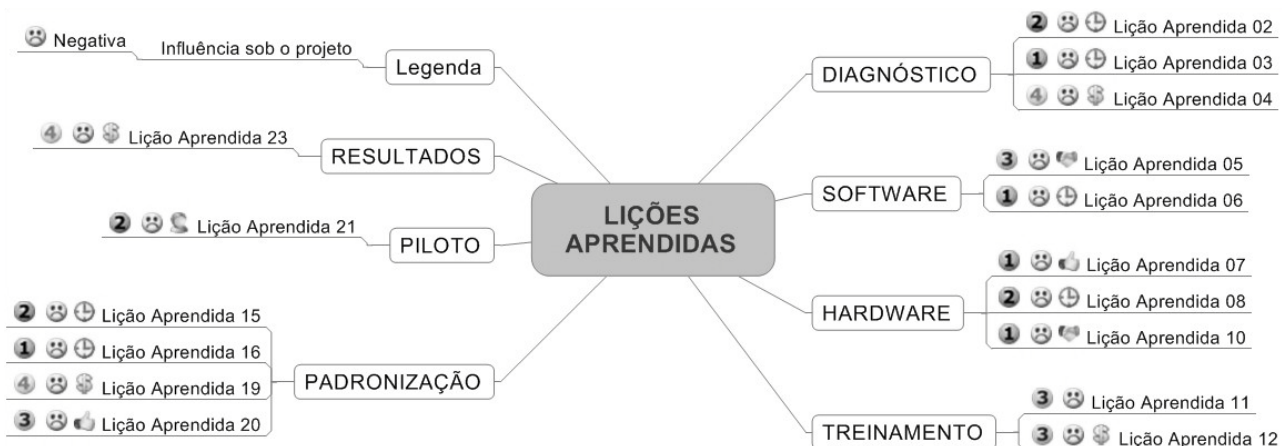 LIÇÕES
APRENDIDAS
Legenda
Influência sob o projeto
Negativa
RESULTADOS
4 Lição Aprendida 23
PILOTO
2 Lição Aprendida 21
PADRONIZAÇÃO
2 Lição Aprendida 15
1 Lição Aprendida 16
4 $ Lição Aprendida 19
3 Lição Aprendida 20
DIAGNÓSTICO
2 Lição Aprendida 02
1 Lição Aprendida 03
4 $ Lição Aprendida 04
SOFTWARE
3 Lição Aprendida 05
1 Lição Aprendida 06
HARDWARE
1 Lição Aprendida 07
2 Lição Aprendida 08
1 Lição Aprendida 10
TREINAMENTO
3 Lição Aprendida 11
3 $ Lição Aprendida 12